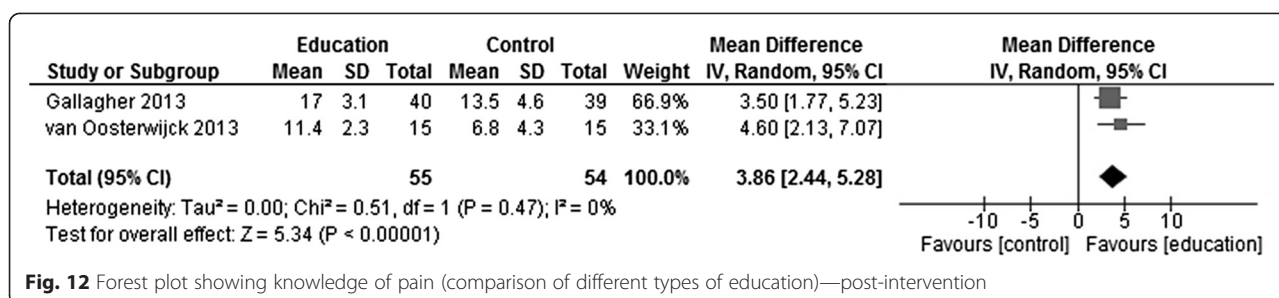 Education Control Mean Difference Mean Difference
Study or Subgroup Mean SD Total Mean SD Total Weight IV, Random, 95% CI IV, Random, 95% CI
Gallagher 2013 17 3.1 40 13.5 4.6 39 66.9% 3.50 [1.77, 5.23]
van Oosterwijck 2013 11.4 2.3 15 6.8 4.3 15 33.1% 4.60 [2.13, 7.07]
Total (95% CI) 55 54 100.0% 3.86 [2.44, 5.28]
Heterogeneity: Tau² = 0.00; Chi² = 0.51, df = 1 (P = 0.47); I² = 0%
Test for overall effect: Z = 5.34 (P < 0.00001)
-10 -5 0 5 10
Favours [control] Favours [education]
Fig. 12 Forest plot showing knowledge of pain (comparison of different types of education)—post-intervention